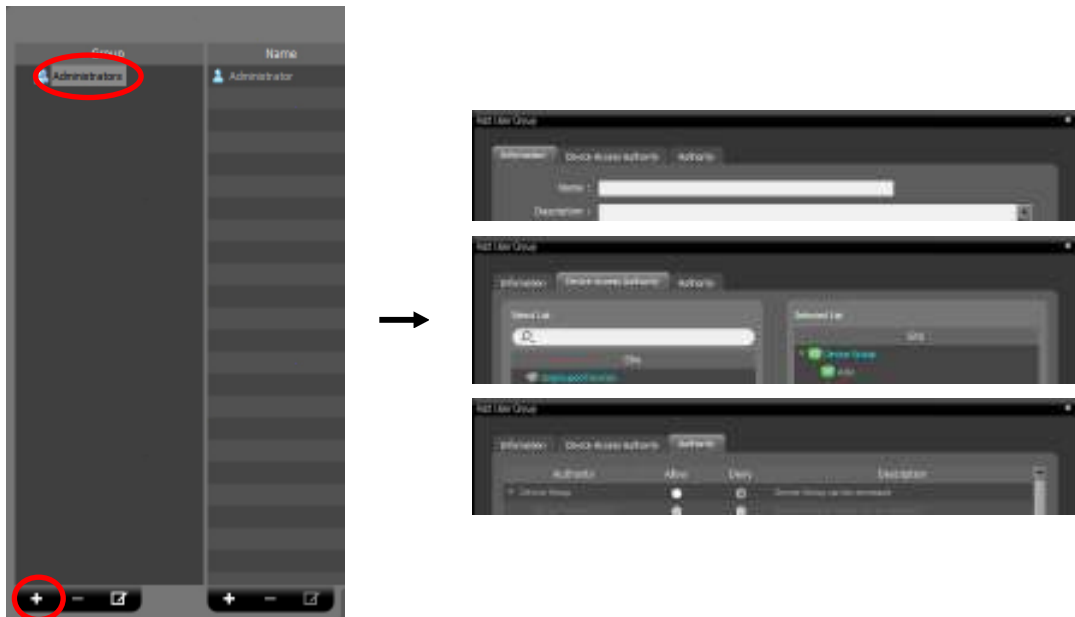 Group
Name
Administrators
Administrator
Add User Group
Information
Device Access Authority
Authority
Name :
Description :
Add User Group
Information
Device Access Authority
Authority
Device List
Selected List
Site
Site
Device Group
Add User Group
Information
Device Access Authority
Authority
Authority
Allow
Deny
Description
Device Group